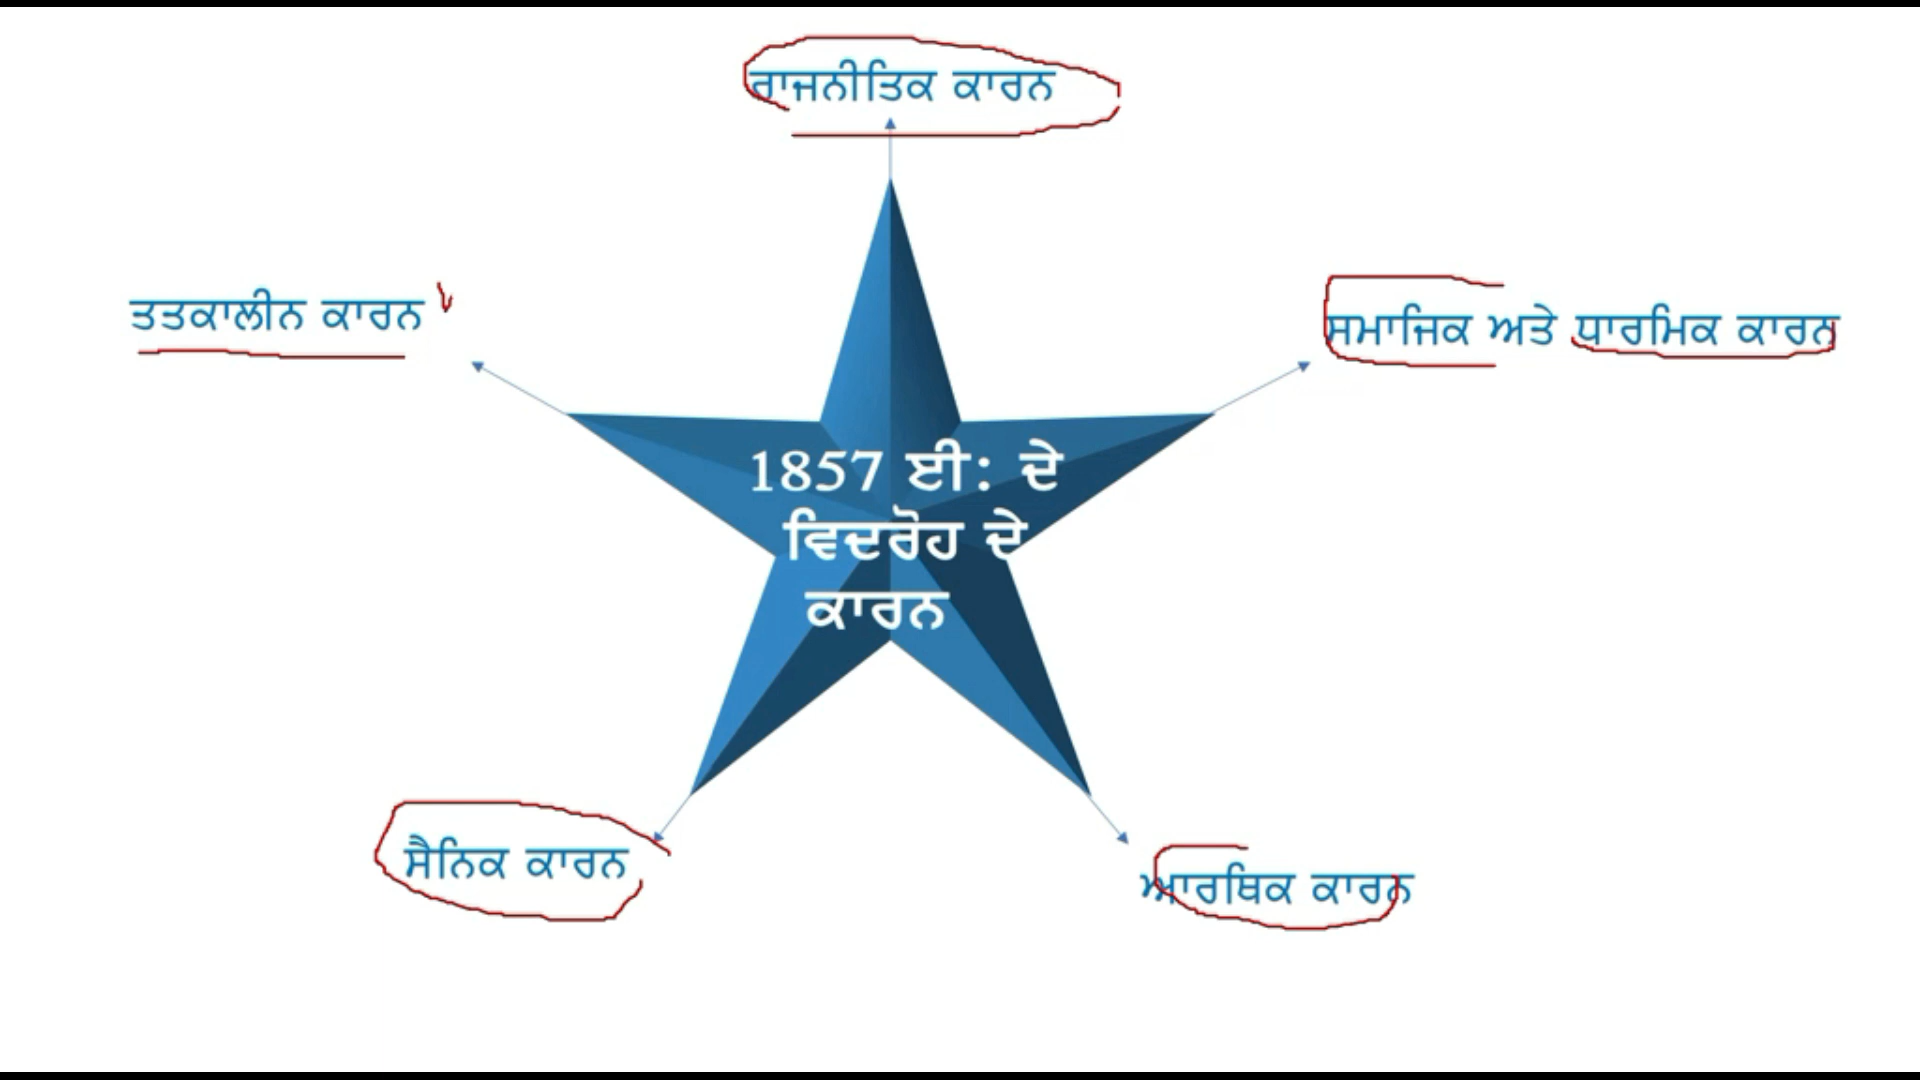 ਰਾਜਨੀਤਿਕ ਕਾਰਨ
ਤਤਕਾਲੀਨ ਕਾਰਨ
ਸਮਾਜਿਕ ਅਤੇ ਧਾਰਮਿਕ ਕਾਰਨ
1857 ਈ: ਦੇ
ਵਿਦਰੋਹ ਦੇ
ਕਾਰਨ
ਸੈਨਿਕ ਕਾਰਨ
ਆਰਥਿਕ ਕਾਰਨ